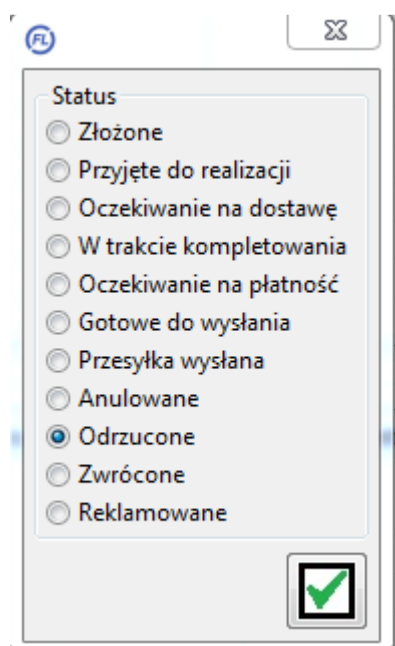 FL
Status
Złożone
Przyjęte do realizacji
Oczekiwanie na dostawę
W trakcie kompletowania
Oczekiwanie na płatność
Gotowe do wysłania
Przesyłka wysłana
Anulowane
Odrzucone
Zwrócone
Reklamowane